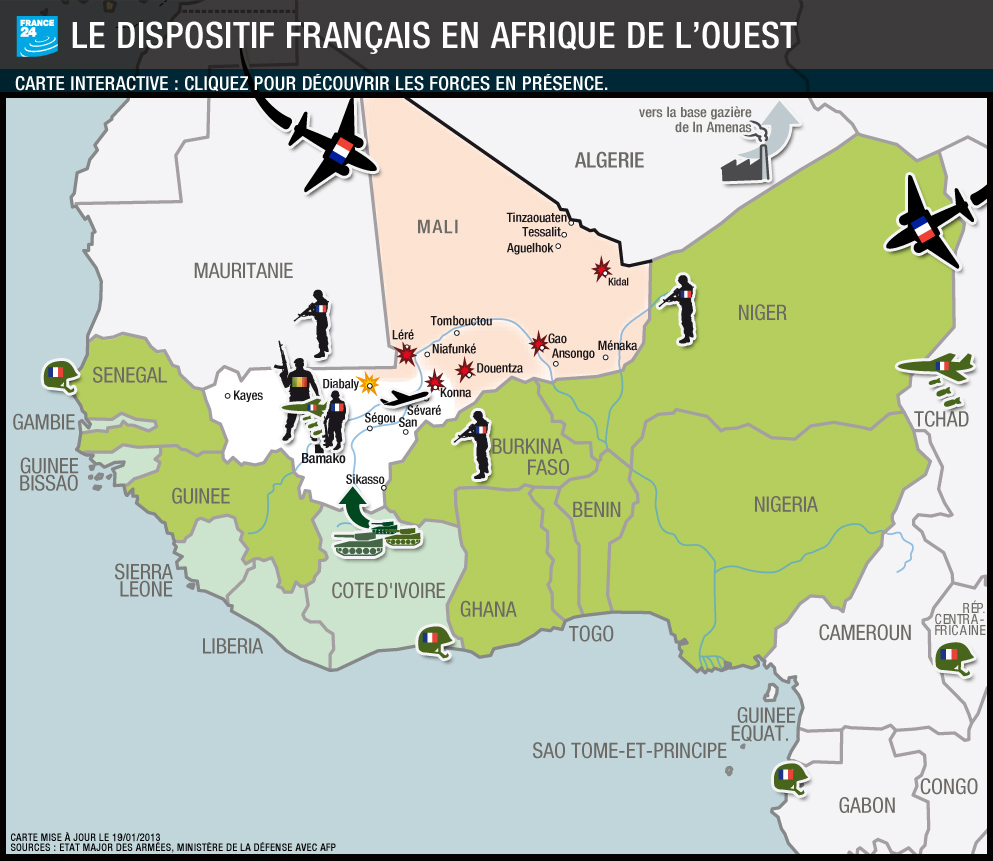 FRANCE
24
LE DISPOSITIF FRANÇAIS EN AFRIQUE DE L'OUEST
CARTE INTERACTIVE : CLIQUEZ POUR DÉCOUVRIR LES FORCES EN PRÉSENCE.
vers la base gazière
de In Amenas
ALGERIE
MALI
Tinzaouaten
Tessalit
Aguelhok
MAURITANIE
Kidal
NIGER
Tombouctou
Léré
Niafunké
Gao
Ansongo
Ménaka
SENEGAL
Diabaly
Douentza
Konna
Kayes
Sévaré
Ségou
San
TCHAD
GAMBIE
Bamako
BURKINA
FASO
GUINEE
BISSAO
Sikasso
GUINEE
BENIN
NIGERIA
SIERRA
LEONE
COTE D'IVOIRE
GHANA
TOGO
LIBERIA
CAMEROUN
RÉP.
CENTRA-
FRICAINE
GUINEE
EQUAT.
SAO TOME-ET-PRINCIPE
GABON
CONGO
CARTE MISE À JOUR LE 19/01/2013
SOURCES : ETAT MAJOR DES ARMÉES, MINISTÈRE DE LA DÉFENSE AVEC AFP